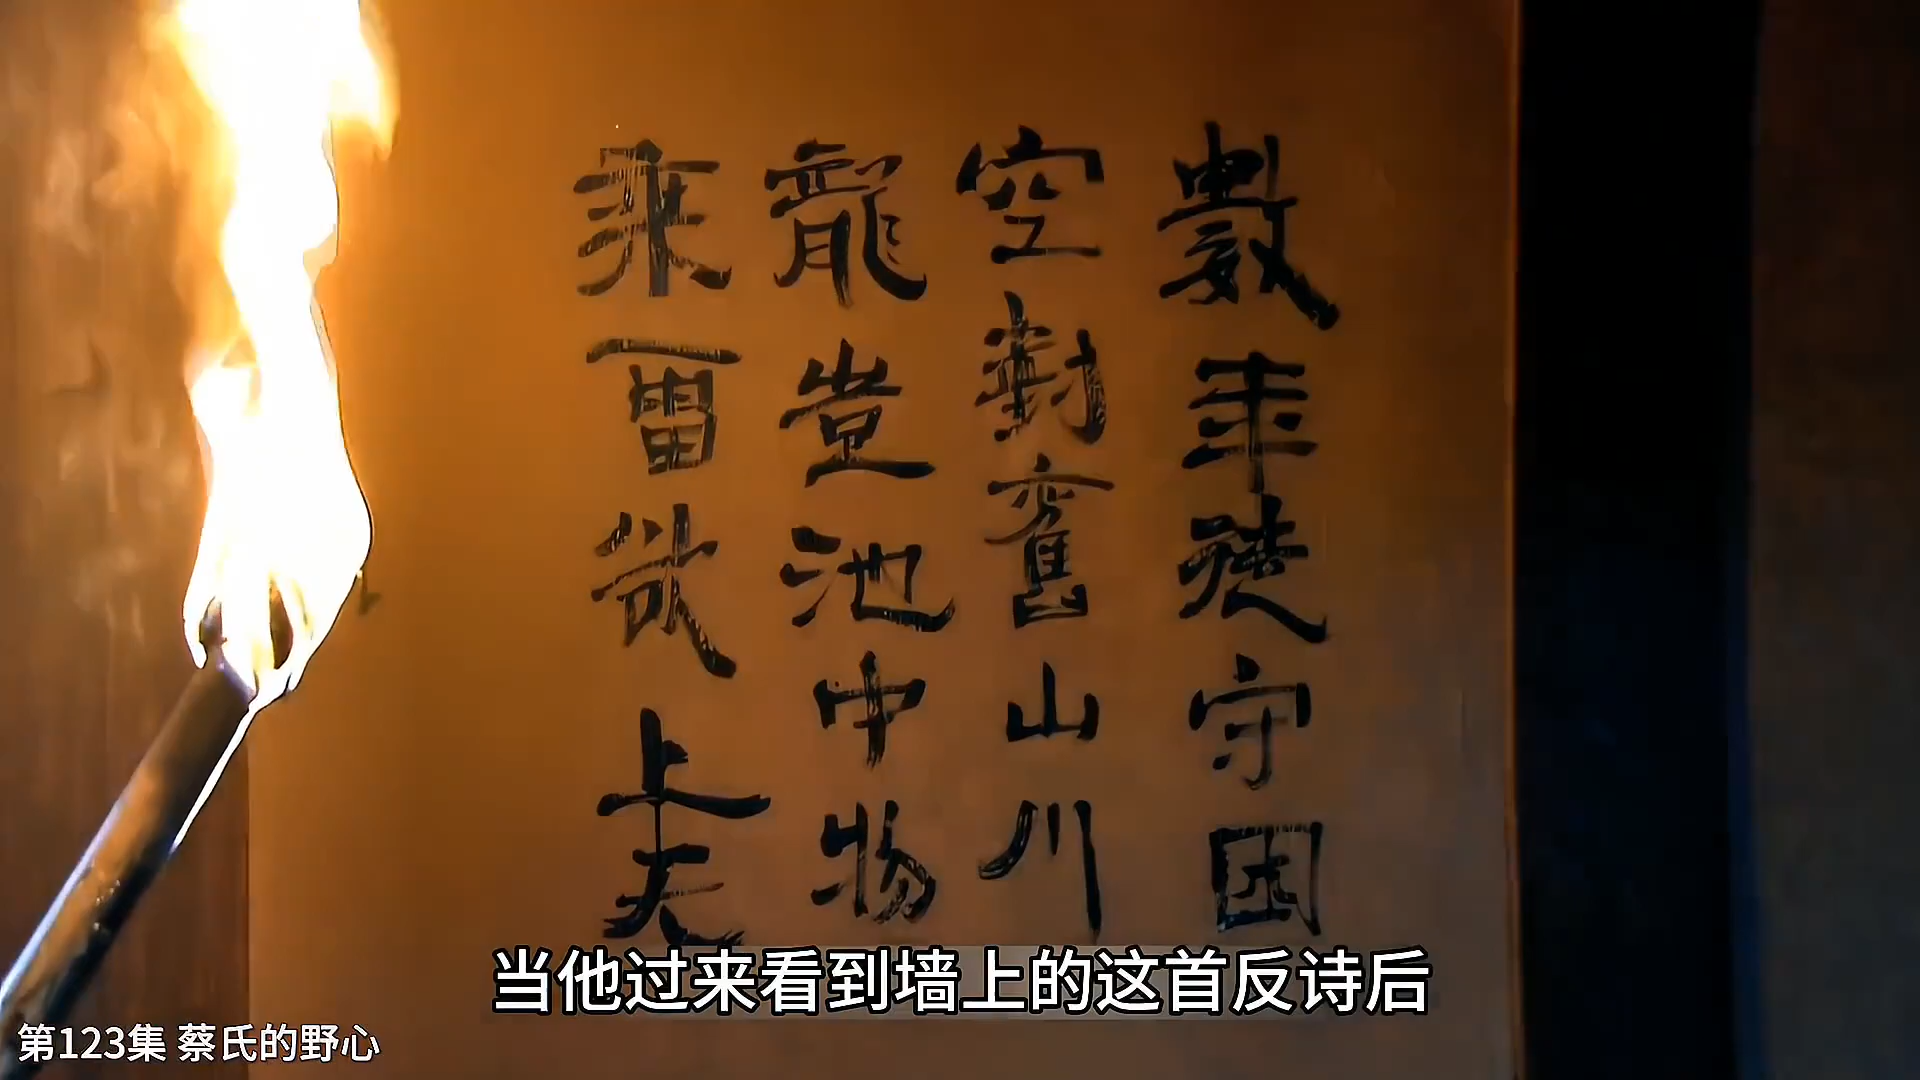 數年徒守困
空對舊山川
龍豈池中物
乘雷欲上天
当他过来看到墙上的这首反诗后
第123集 蔡氏的野心